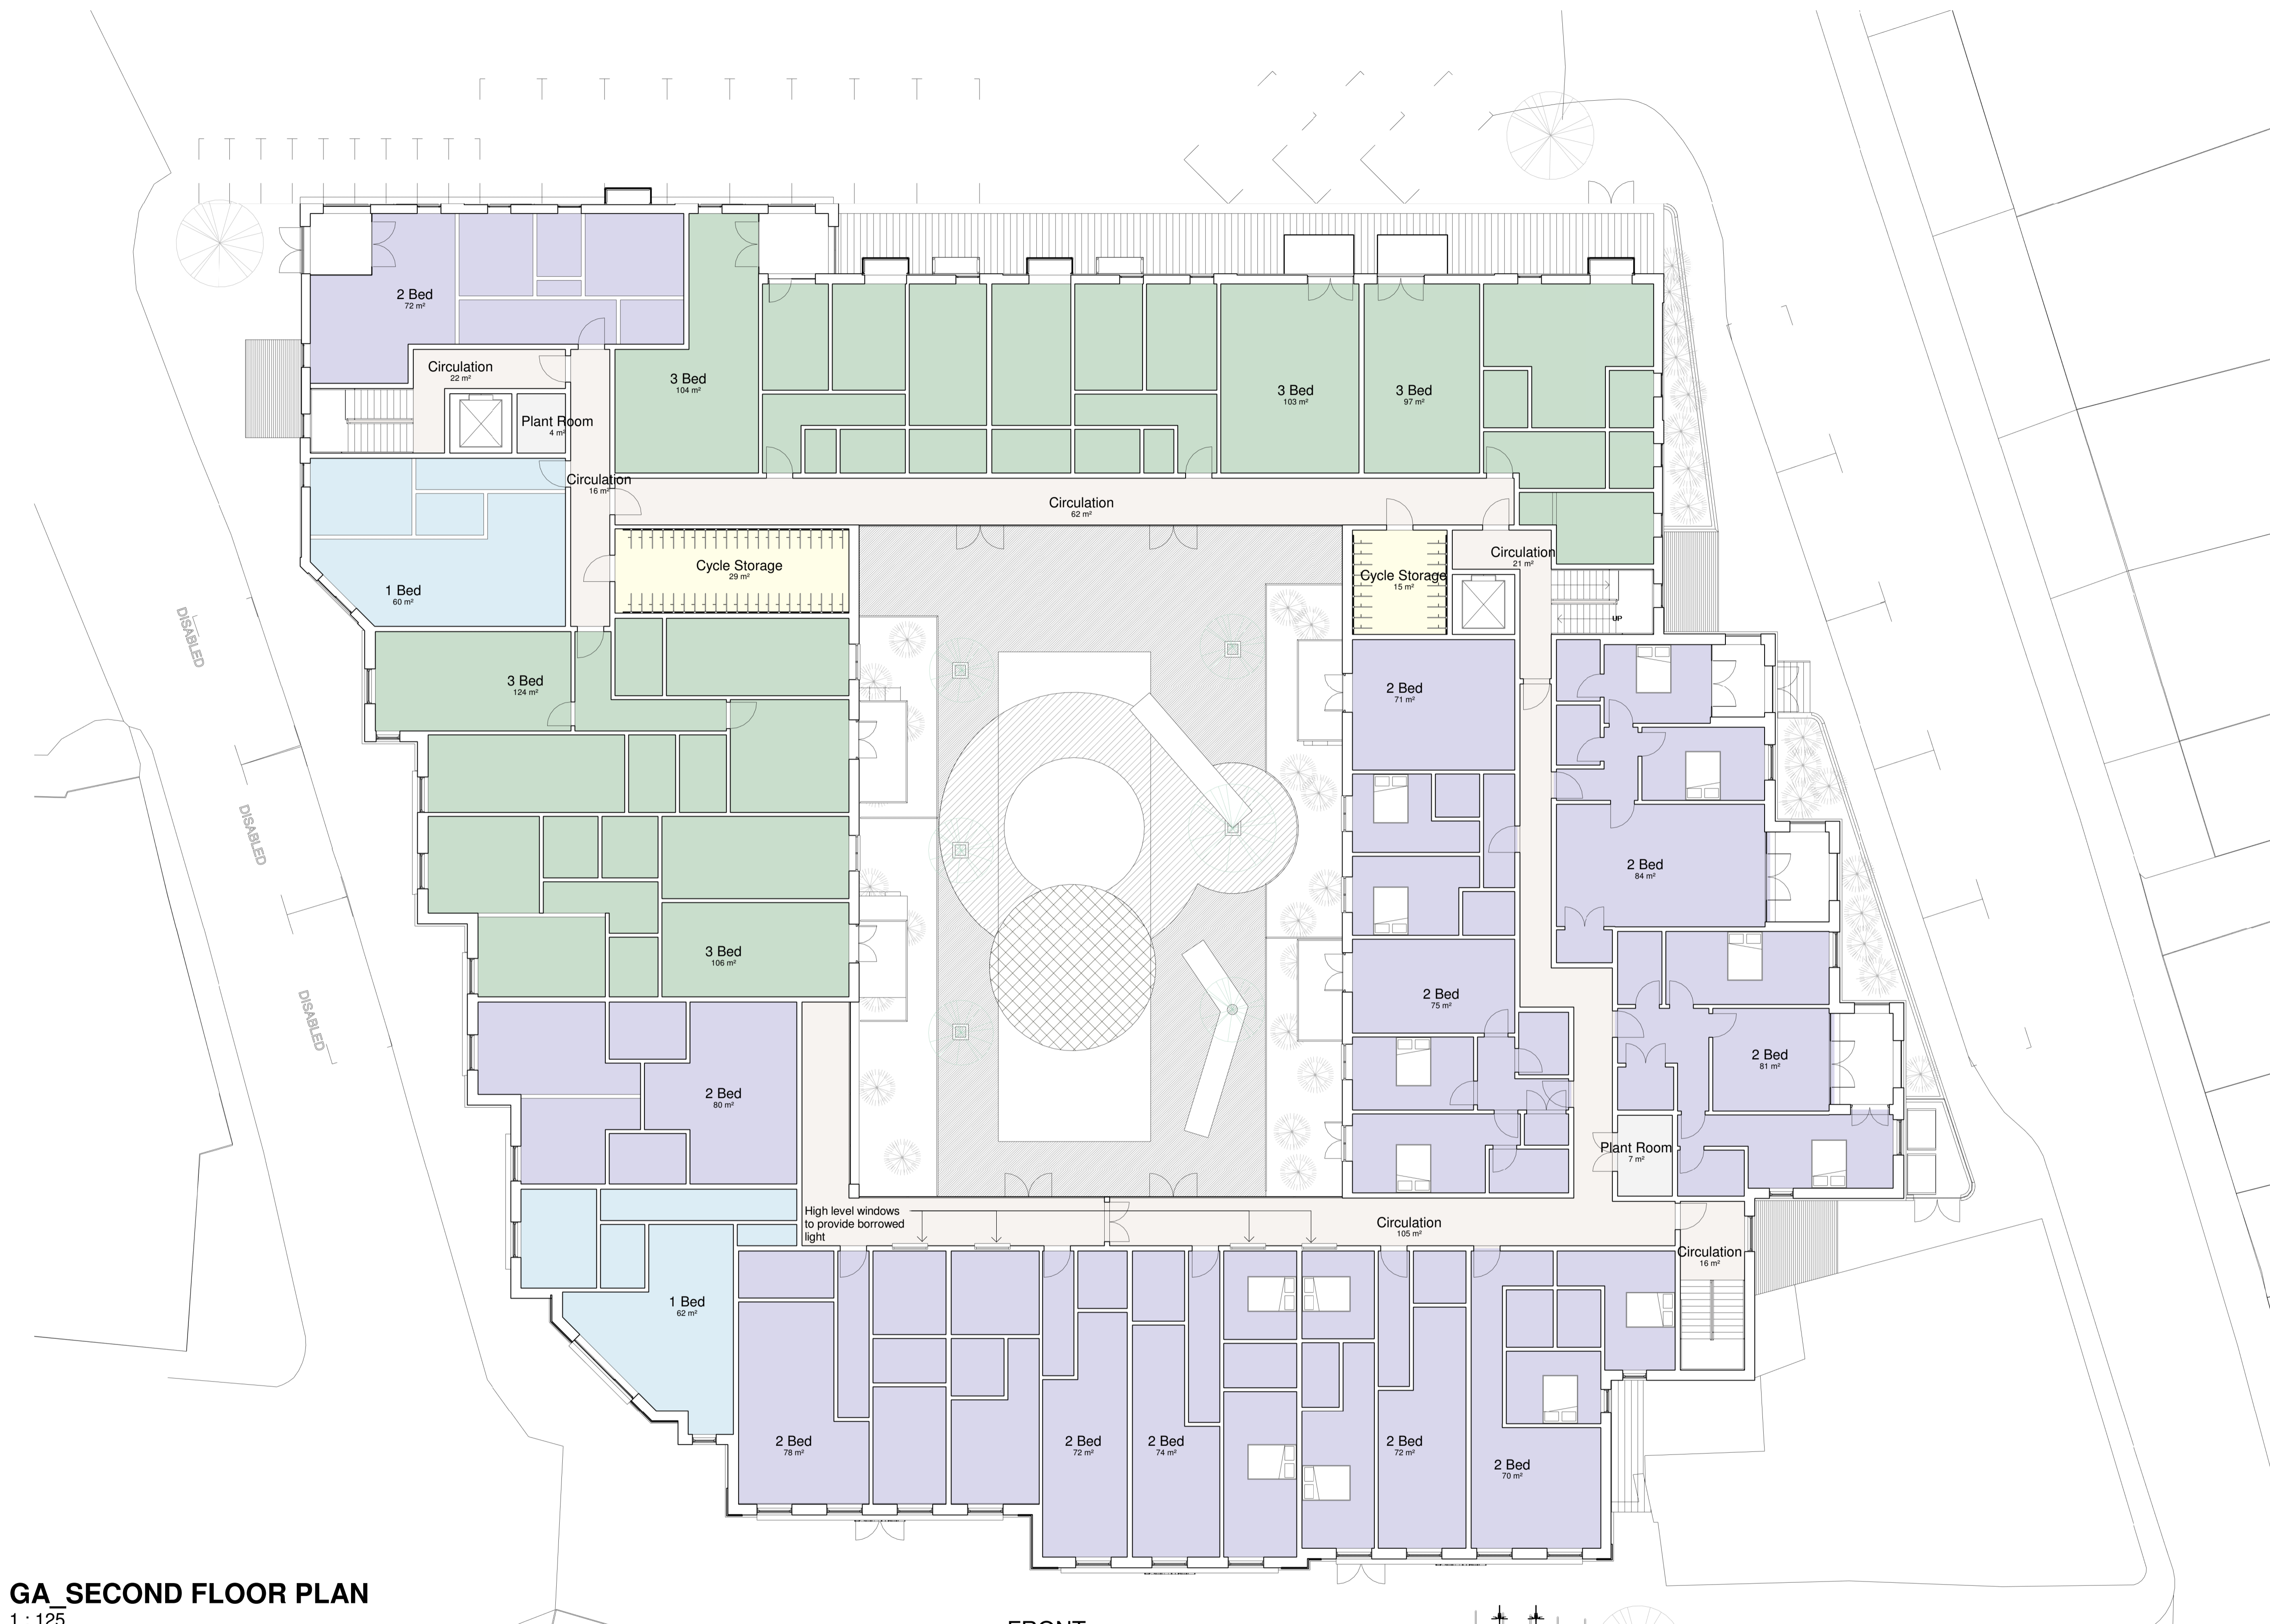 2 Bed
72 m²
Circulation
22 m²
Plant Room
4 m²
3 Bed
104 m²
3 Bed
103 m²
3 Bed
97 m²
Circulation
16 m²
Circulation
62 m²
Circulation
21 m²
Cycle Storage
29 m²
Cycle Storage
15 m²
1 Bed
60 m²
UP
DISABLED
3 Bed
124 m²
2 Bed
71 m²
DISABLED
2 Bed
84 m²
3 Bed
106 m²
2 Bed
75 m²
DISABLED
2 Bed
80 m²
2 Bed
81 m²
Plant Room
7 m²
High level windows
to provide borrowed
light
Circulation
105 m²
Circulation
16 m²
1 Bed
62 m²
2 Bed
78 m²
2 Bed
72 m²
2 Bed
74 m²
2 Bed
72 m²
2 Bed
70 m²
GA_SECOND FLOOR PLAN
1 : 125
FRONT